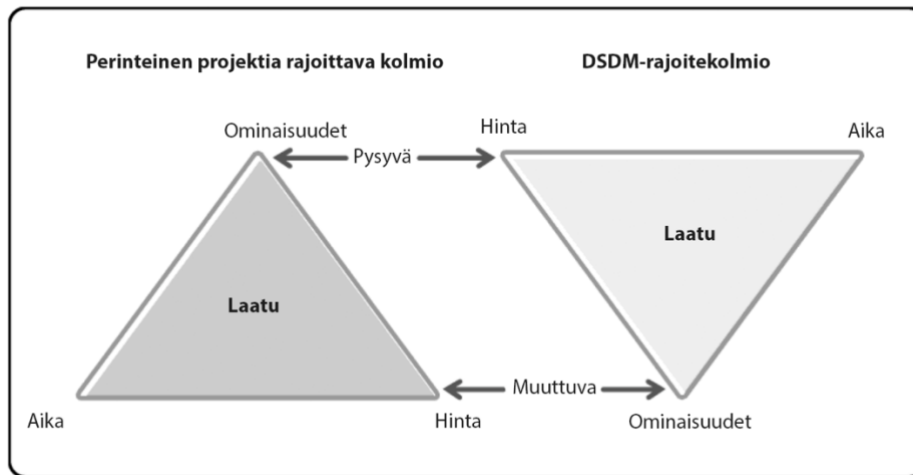 Perinteinen projektia rajoittava kolmio
DSDM-rajoitekolmio
Ominaisuudet
Pysyvä
Hinta
Aika
Laatu
Laatu
Aika
Hinta
Muuttuva
Ominaisuudet